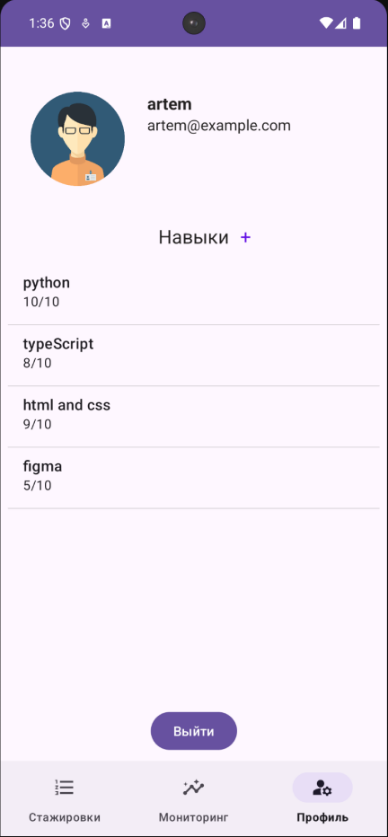 1:36
artem
artem@example.com
Навыки +
python
10/10
typeScript
8/10
html and css
9/10
figma
5/10
Выйти
Стажировки
Мониторинг
Профиль